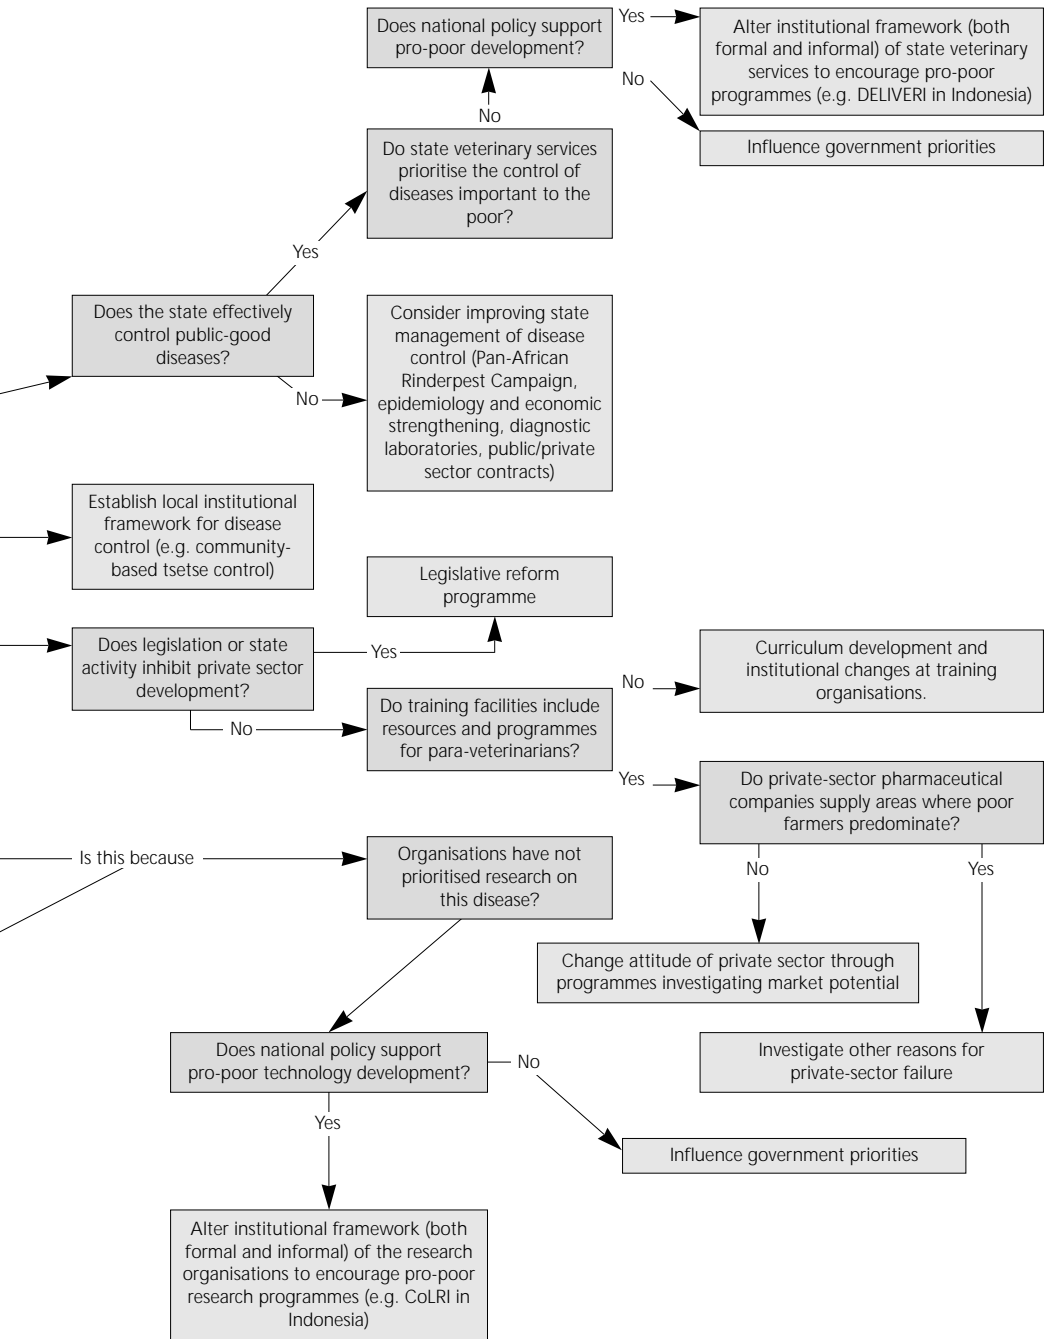 Does national policy support
pro-poor development?
Yes
Alter institutional framework (both
formal and informal) of state veterinary
services to encourage pro-poor
programmes (e.g. DELIVERI in Indonesia)
No
Influence government priorities
No
Do state veterinary services
prioritise the control of
diseases important to the
poor?
Yes
Does the state effectively
control public-good
diseases?
Consider improving state
management of disease
control (Pan-African
Rinderpest Campaign,
epidemiology and economic
strengthening, diagnostic
laboratories, public/private
sector contracts)
No
Establish local institutional
framework for disease
control (e.g. community-
based tsetse control)
Legislative reform
programme
Does legislation or state
activity inhibit private sector
development?
Yes
No
Do training facilities include
resources and programmes
for para-veterinarians?
No
Curriculum development and
institutional changes at training
organisations.
Yes
Do private-sector pharmaceutical
companies supply areas where poor
farmers predominate?
No
Yes
Is this because
Organisations have not
prioritised research on
this disease?
Change attitude of private sector through
programmes investigating market potential
Investigate other reasons for
private-sector failure
Does national policy support
pro-poor technology development?
No
Yes
Influence government priorities
Alter institutional framework (both
formal and informal) of the research
organisations to encourage pro-poor
research programmes (e.g. CoLRI in
Indonesia)